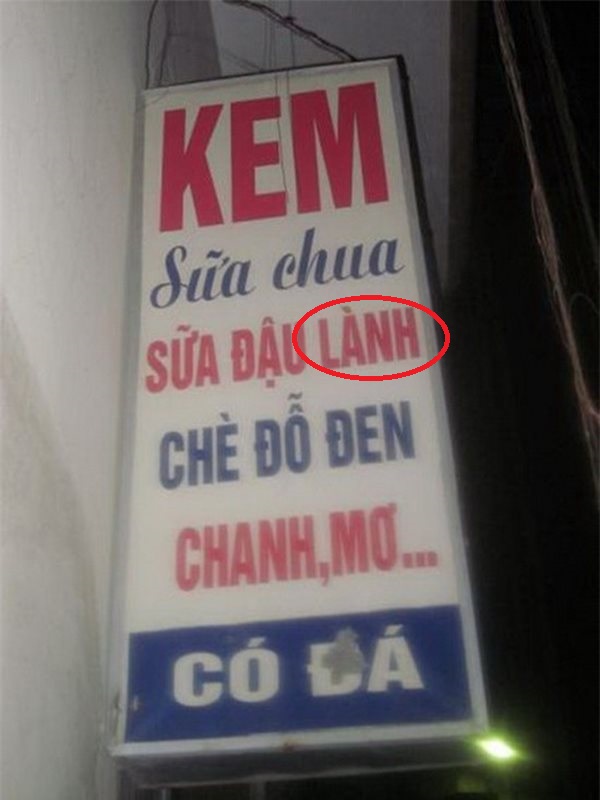 KEM
Sữa chua
SỮA ĐẬU LÀNH
CHÈ ĐỖ ĐEN
CHANH,MƠ...
CÓ ĐÁ